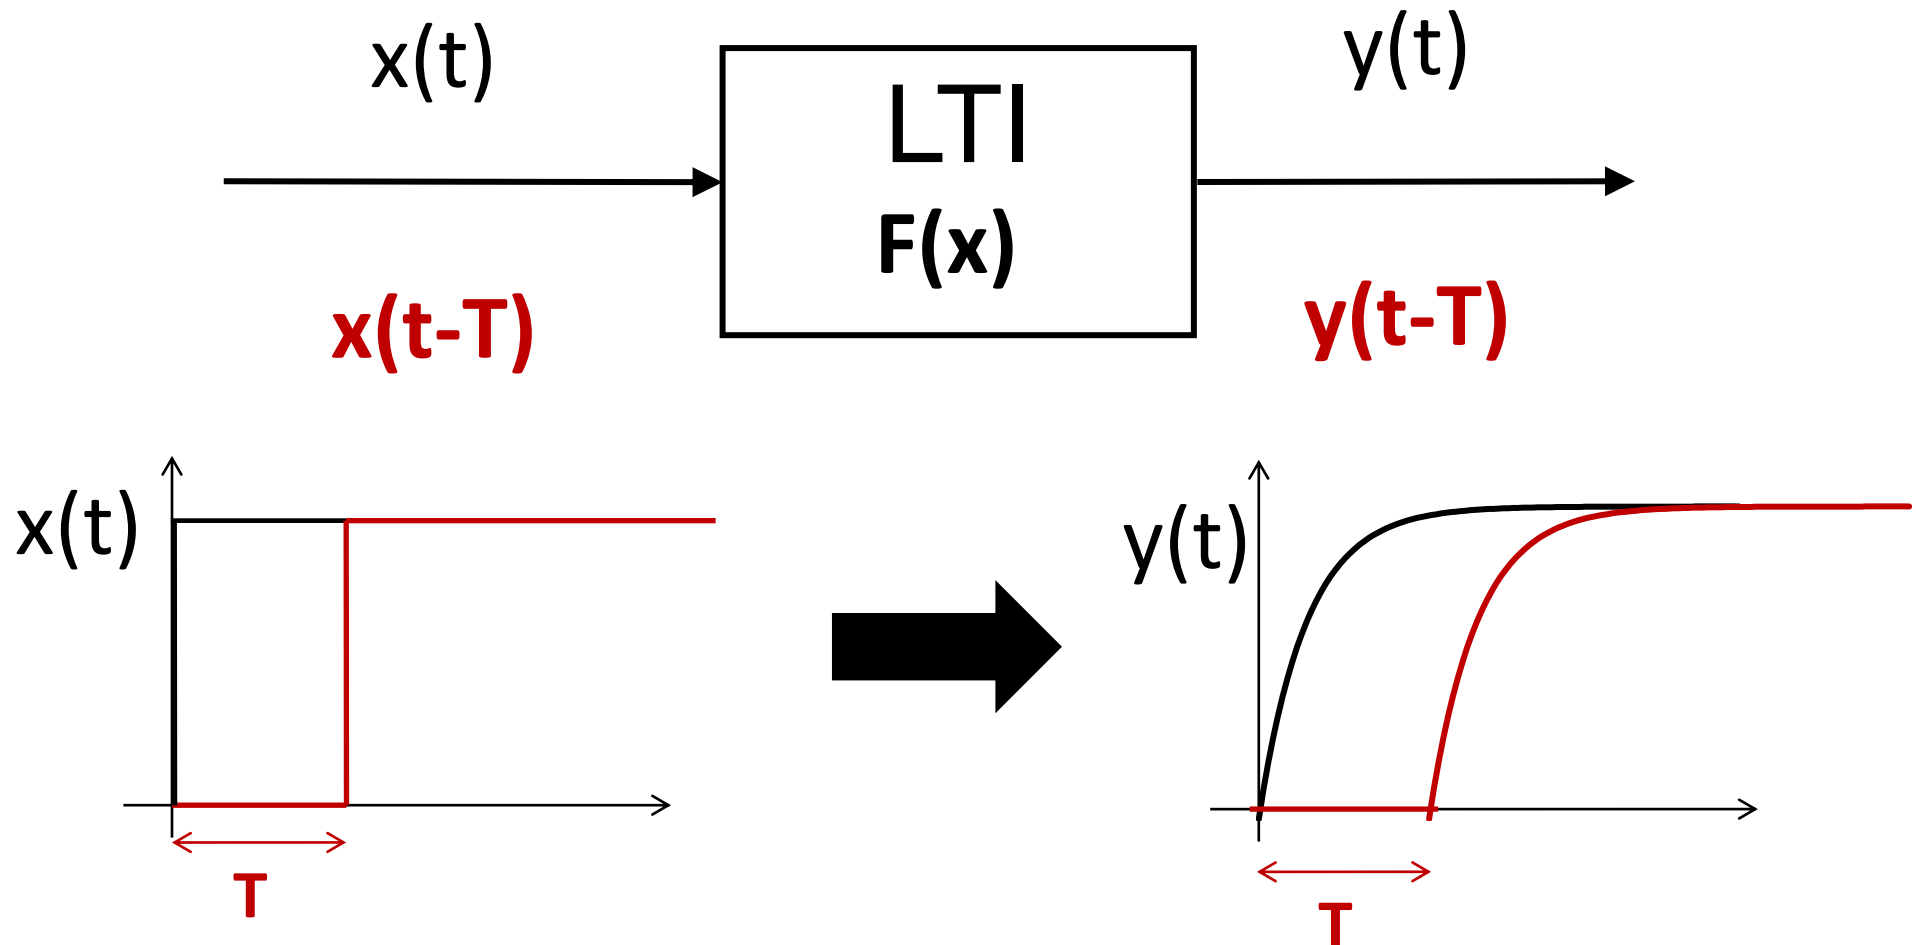 x(t)
LTI
y(t)
F(x)
x(t-T)
y(t-T)
x(t)
y(t)
T
T